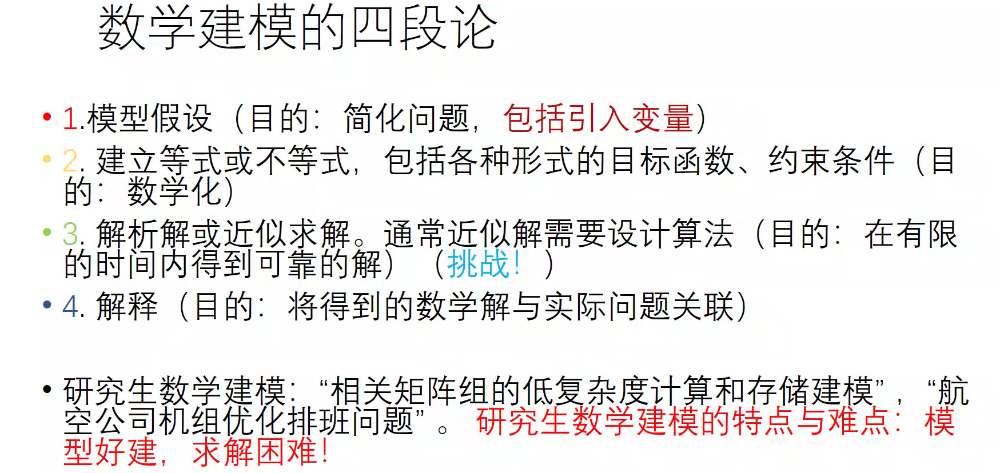 数学建模的四段论
• 1.模型假设（目的：简化问题，包括引入变量）
• 2. 建立等式或不等式，包括各种形式的目标函数、约束条件（目
的：数学化）
• 3. 解析解或近似求解。通常近似解需要设计算法（目的：在有限
的时间内得到可靠的解）（挑战！）
• 4. 解释（目的：将得到的数学解与实际问题关联）
• 研究生数学建模：“相关矩阵组的低复杂度计算和存储建模”，“航
空公司机组优化排班问题”。研究生数学建模的特点与难点：模
型好建，求解困难！